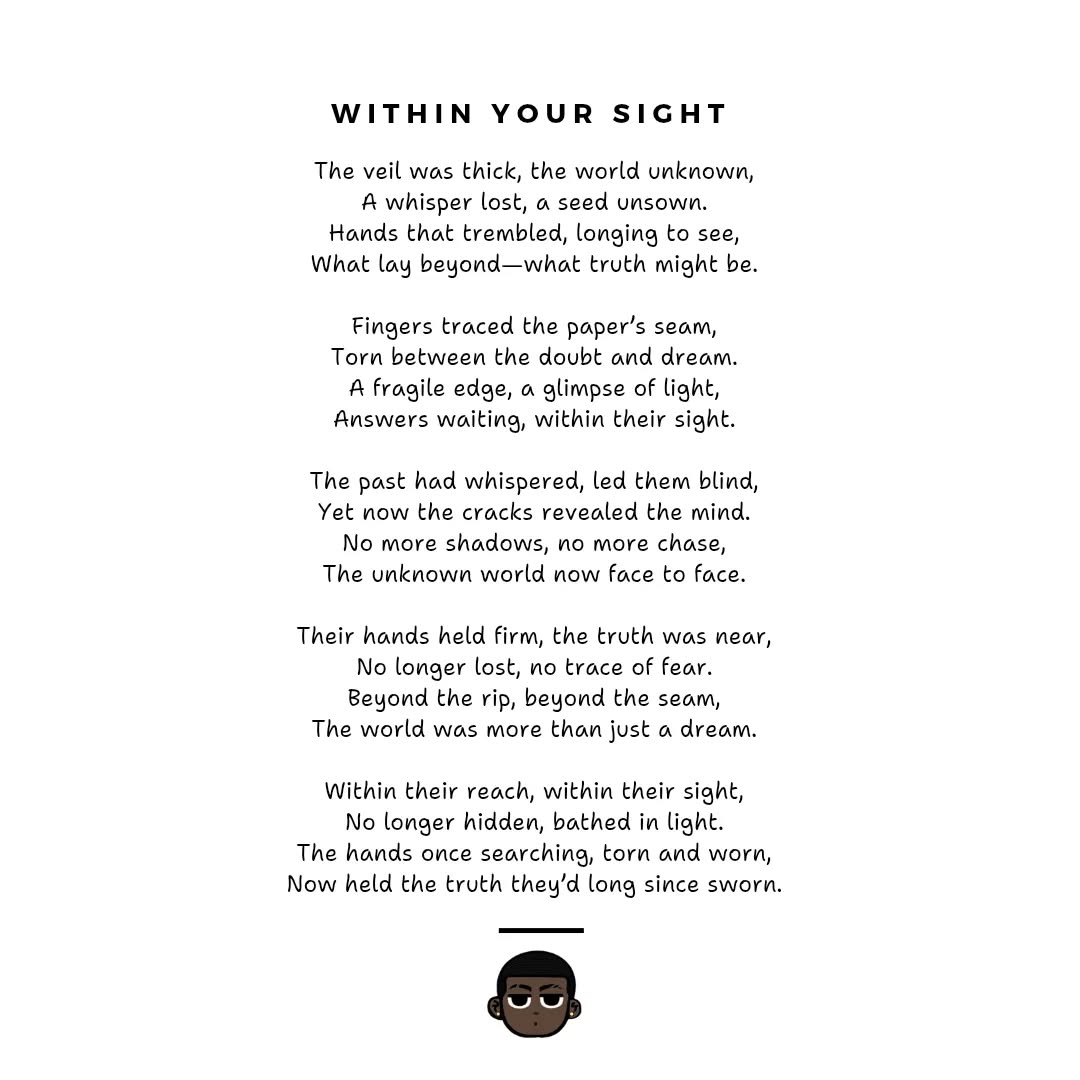 WITHIN YOUR SIGHT
The veil was thick, the world unknown,
A whisper lost, a seed unsown.
Hands that trembled, longing to see,
What lay beyond—what truth might be.
Fingers traced the paper's seam,
Torn between the doubt and dream.
A fragile edge, a glimpse of light,
Answers waiting, within their sight.
The past had whispered, led them blind,
Yet now the cracks revealed the mind.
No more shadows, no more chase,
The unknown world now face to face.
Their hands held firm, the truth was near,
No longer lost, no trace of fear.
Beyond the rip, beyond the seam,
The world was more than just a dream.
Within their reach, within their sight,
No longer hidden, bathed in light.
The hands once searching, torn and worn,
Now held the truth they'd long since sworn.